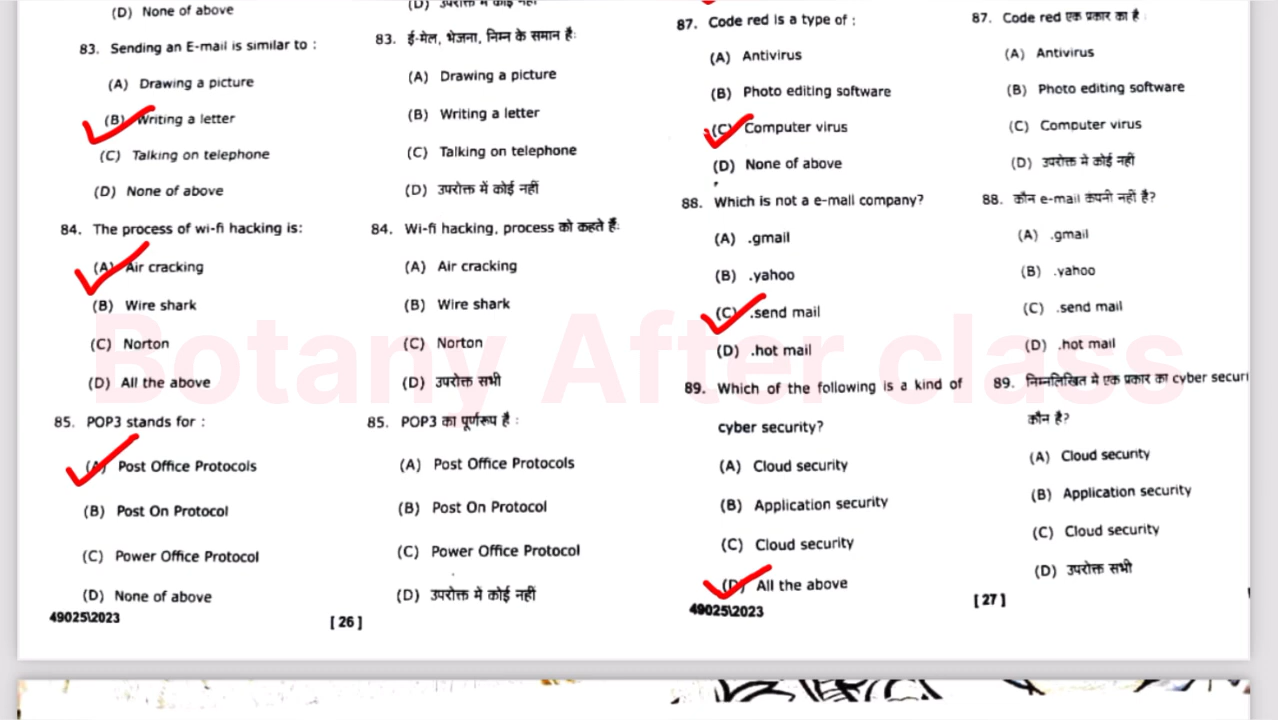 (D) None of above
83. Sending an E-mail is similar to :
(A) Drawing a picture
(B) Writing a letter
(C) Talking on telephone
(D) None of above
84. The process of wi-fi hacking is:
(A) Air cracking
(B) Wire shark
(C) Norton
(D) All the above
85. POP3 stands for :
(A) Post Office Protocols
(B) Post On Protocol
(C) Power Office Protocol
(D) None of above
49025\2023
[ 26 ]
(D) उपरोक्त में कोई नहीं
83. ई-मेल, भेजना, निम्न के समान है:
(A) Drawing a picture
(B) Writing a letter
(C) Talking on telephone
(D) उपरोक्त में कोई नहीं
84. Wi-fi hacking, process को कहते हैं:
(A) Air cracking
(B) Wire shark
(C) Norton
(D) उपरोक्त सभी
85. POP3 का पूर्णरूप है :
(A) Post Office Protocols
(B) Post On Protocol
(C) Power Office Protocol
(D) उपरोक्त में कोई नहीं
87. Code red is a type of :
(A) Antivirus
(B) Photo editing software
(C) Computer virus
(D) None of above
88. Which is not a e-mail company?
(A) .gmail
(B) .yahoo
(C) .send mail
(D) .hot mail
89. Which of the following is a kind of
cyber security?
(A) Cloud security
(B) Application security
(C) Cloud security
(D) All the above
49025\2023
[ 27 ]
87. Code red एक प्रकार का है :
(A) Antivirus
(B) Photo editing software
(C) Computer virus
(D) उपरोक्त मे कोई नहीं
88. कौन e-mail कंपनी नहीं है?
(A) .gmail
(B) .yahoo
(C) .send mail
(D) .hot mail
89. निम्नलिखित मे एक प्रकार का cyber securi
कौन है?
(A) Cloud security
(B) Application security
(C) Cloud security
(D) उपरोक्त सभी
Botany After class